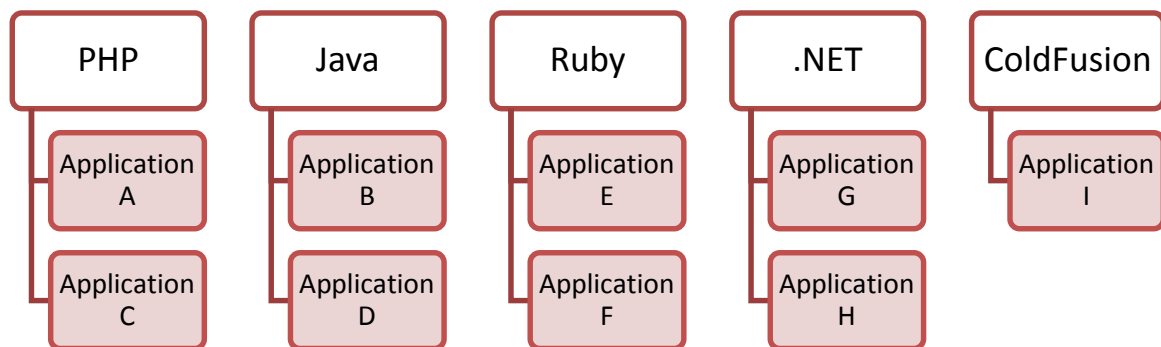 PHP
Application
A
Application
C
Java
Application
B
Application
D
Ruby
Application
E
Application
F
.NET
Application
G
Application
H
ColdFusion
Application
I